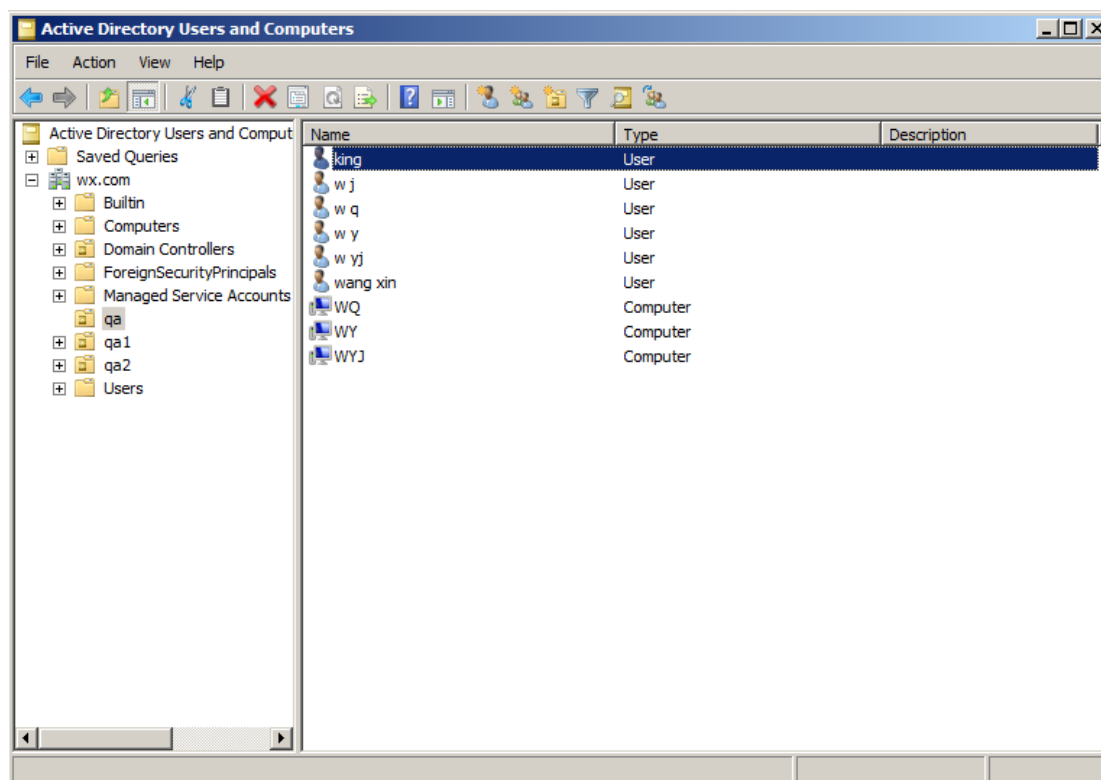 Active Directory Users and Computers
File Action View Help
Active Directory Users and Comput
Saved Queries
wx.com
Builtin
Computers
Domain Controllers
ForeignSecurityPrincipals
Managed Service Accounts
qa
qa1
qa2
Users
Name Type Description
king User
w j User
w q User
w y User
w yj User
wang xin User
WQ Computer
WY Computer
WYJ Computer